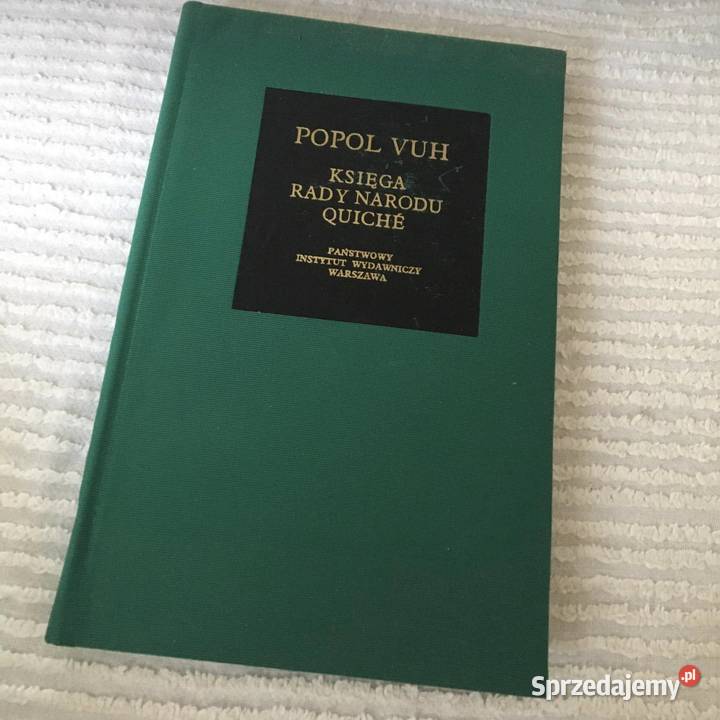 POPOL VUH
KSIĘGA
RADY NARODU
QUICHÉ
PAŃSTWOWY
INSTYTUT WYDAWNICZY
WARSZAWA
Sprzedajemy.pl